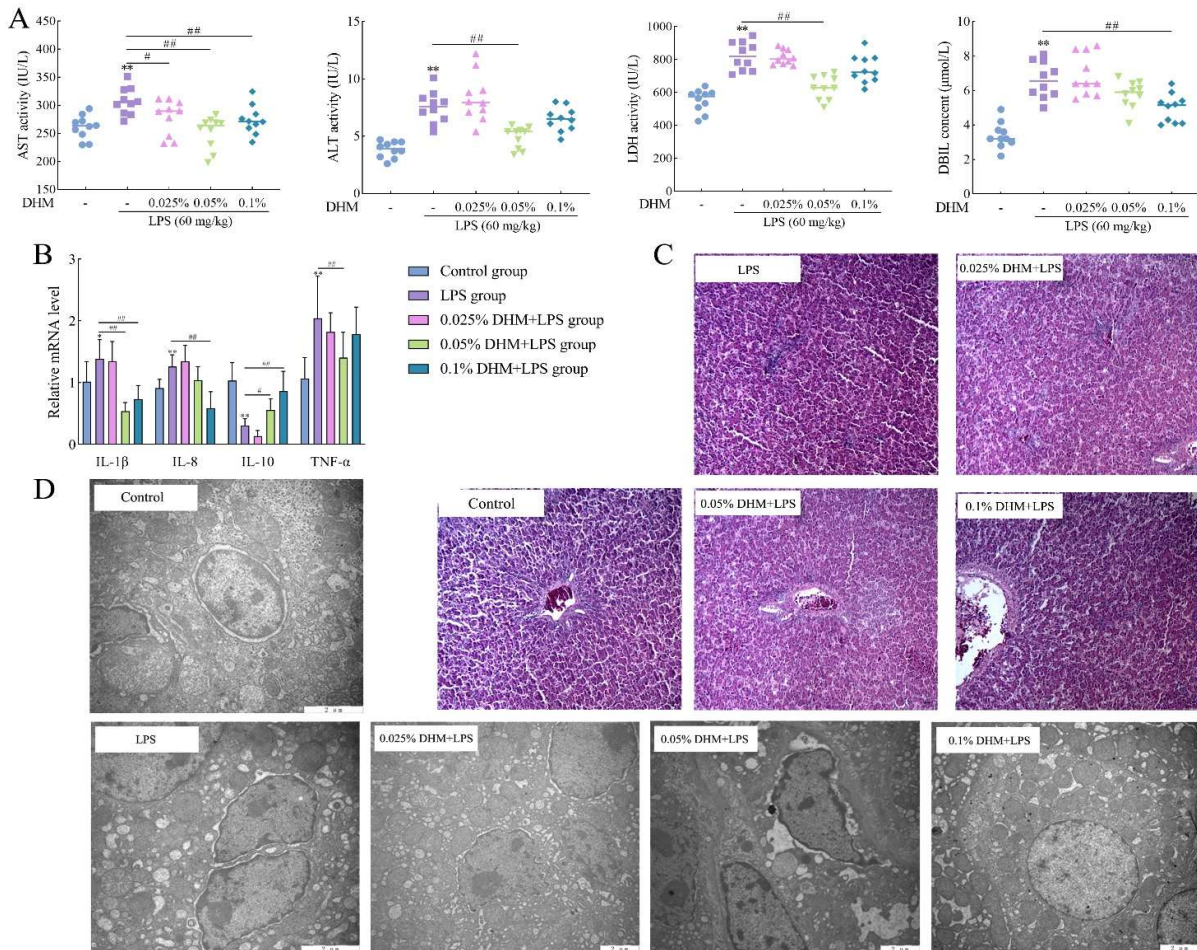 A
AST activity (IU/L)
450
400
350
300
250
200
150
**
#
##
##
DHM
-
-
0.025%
0.05%
0.1%
LPS (60 mg/kg)
ALT activity (IU/L)
15
10
5
0
**
##
DHM
-
-
0.025%
0.05%
0.1%
LPS (60 mg/kg)
LDH activity (IU/L)
1000
800
600
400
200
0
**
##
DHM
-
-
0.025%
0.05%
0.1%
LPS (60 mg/kg)
DBIL concent (μmol/L)
10
8
6
4
2
0
**
##
DHM
-
-
0.025%
0.05%
0.1%
LPS (60 mg/kg)
B
Relative mRNA level
3
2
1
0
*
##
##
**
##
**
#
##
**
##
IL-1β
IL-8
IL-10
TNF-α
Control group
LPS group
0.025% DHM+LPS group
0.05% DHM+LPS group
0.1% DHM+LPS group
C
LPS
0.025% DHM+LPS
Control
0.05% DHM+LPS
0.1% DHM+LPS
D
Control
LPS
0.025% DHM+LPS
0.05% DHM+LPS
0.1% DHM+LPS